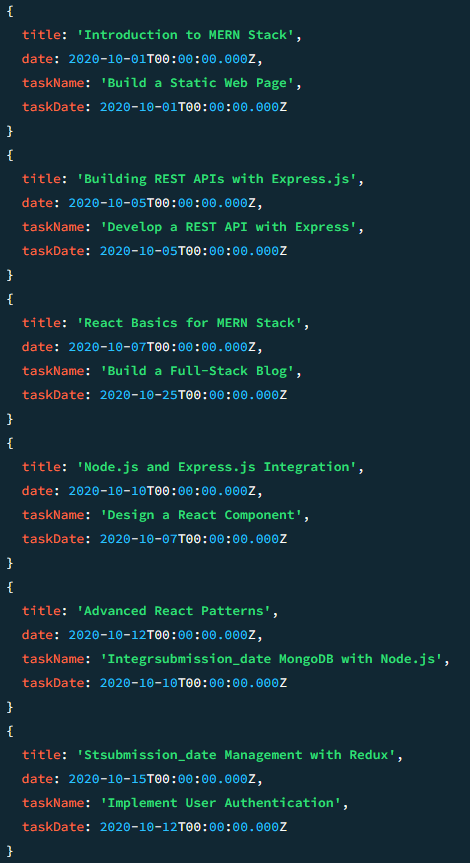 {
title: 'Introduction to MERN Stack',
date: 2020-10-01T00:00:00.000Z,
taskName: 'Build a Static Web Page',
taskDate: 2020-10-01T00:00:00.000Z
}
{
title: 'Building REST APIs with Express.js',
date: 2020-10-05T00:00:00.000Z,
taskName: 'Develop a REST API with Express',
taskDate: 2020-10-05T00:00:00.000Z
}
{
title: 'React Basics for MERN Stack',
date: 2020-10-07T00:00:00.000Z,
taskName: 'Build a Full-Stack Blog',
taskDate: 2020-10-25T00:00:00.000Z
}
{
title: 'Node.js and Express.js Integration',
date: 2020-10-10T00:00:00.000Z,
taskName: 'Design a React Component',
taskDate: 2020-10-07T00:00:00.000Z
}
{
title: 'Advanced React Patterns',
date: 2020-10-12T00:00:00.000Z,
taskName: 'Integrsubmission_date MongoDB with Node.js',
taskDate: 2020-10-10T00:00:00.000Z
}
{
title: 'Stsubmission_date Management with Redux',
date: 2020-10-15T00:00:00.000Z,
taskName: 'Implement User Authentication',
taskDate: 2020-10-12T00:00:00.000Z
}